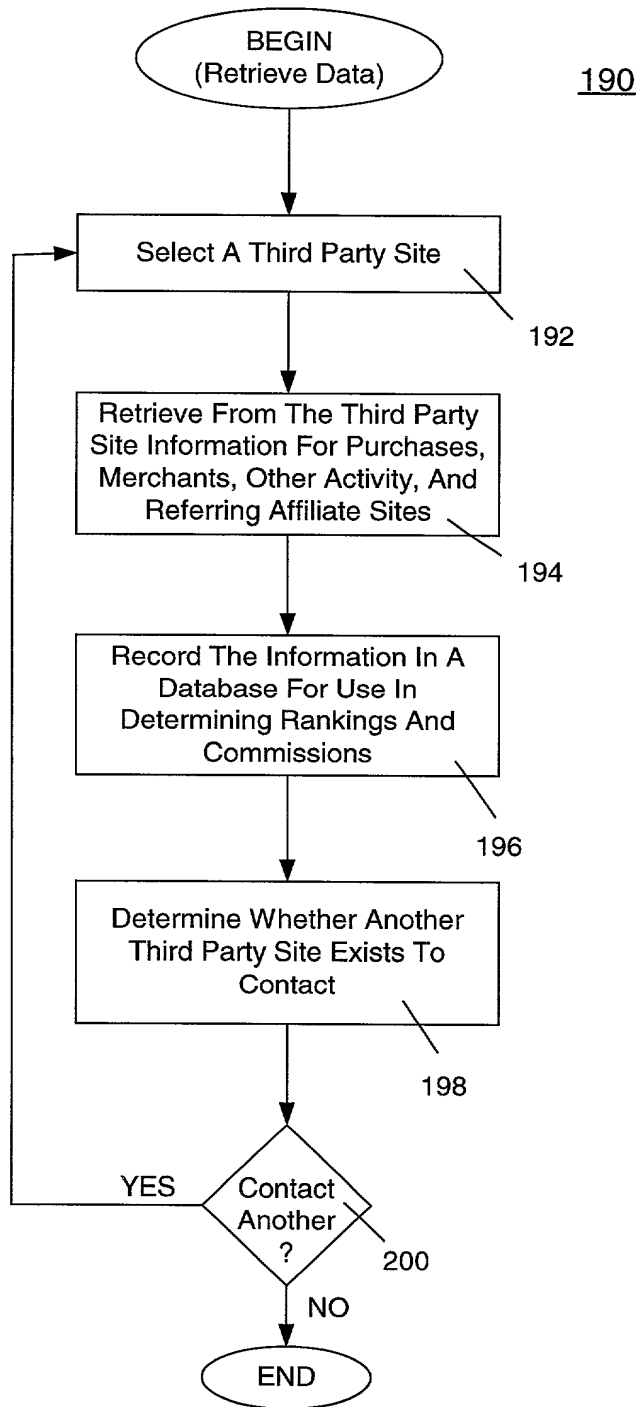 BEGIN
(Retrieve Data)
190
Select A Third Party Site
192
Retrieve From The Third Party
Site Information For Purchases,
Merchants, Other Activity, And
Referring Affiliate Sites
194
Record The Information In A
Database For Use In
Determining Rankings And
Commissions
196
Determine Whether Another
Third Party Site Exists To
Contact
198
YES
Contact
Another
?
200
NO
END